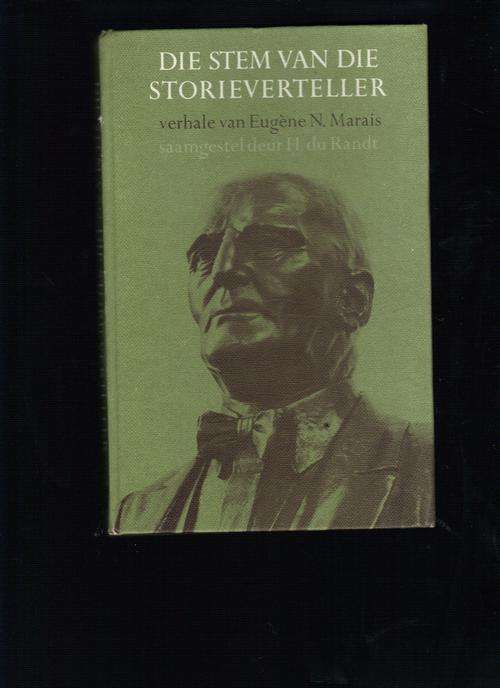 DIE STEM VAN DIE
STORIEVERTELLER
verhale van Eugène N. Marais
saamgestel deur H. du Randt